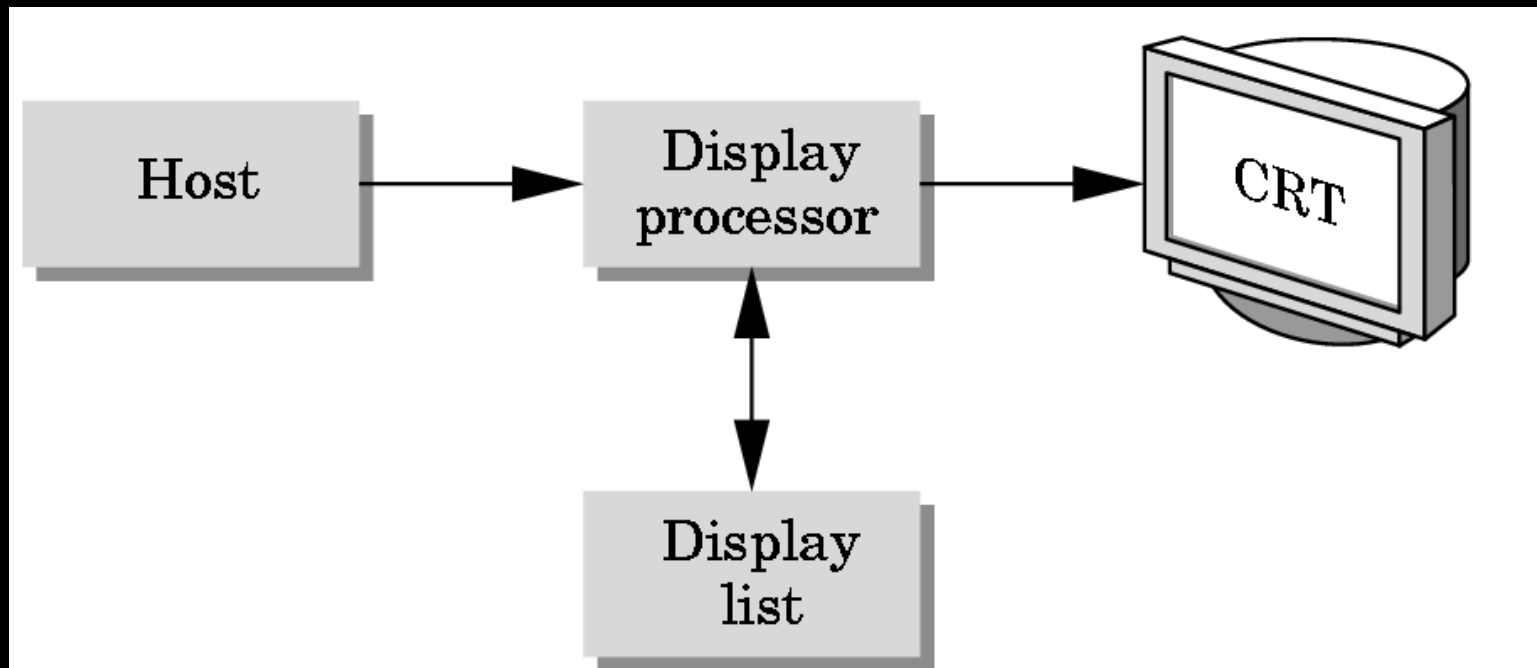 Host
Display
processor
CRT
Display
list